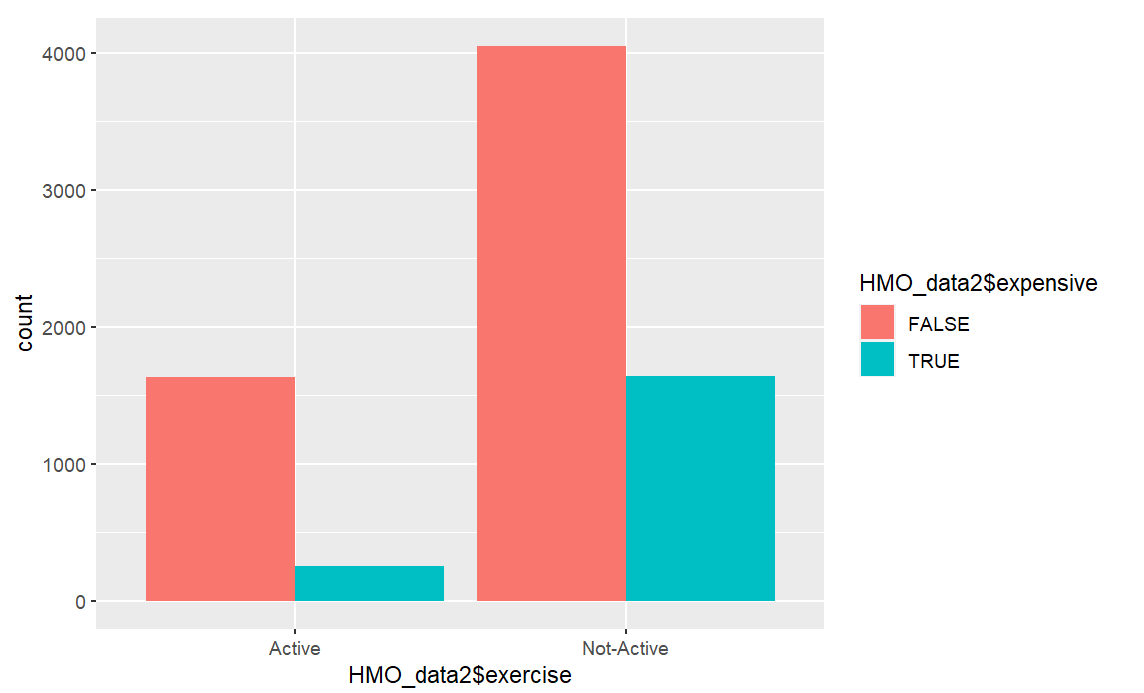 4000
3000
2000
1000
0
count
Active
Not-Active
HMO_data2$exercise
HMO_data2$expensive
FALSE
TRUE